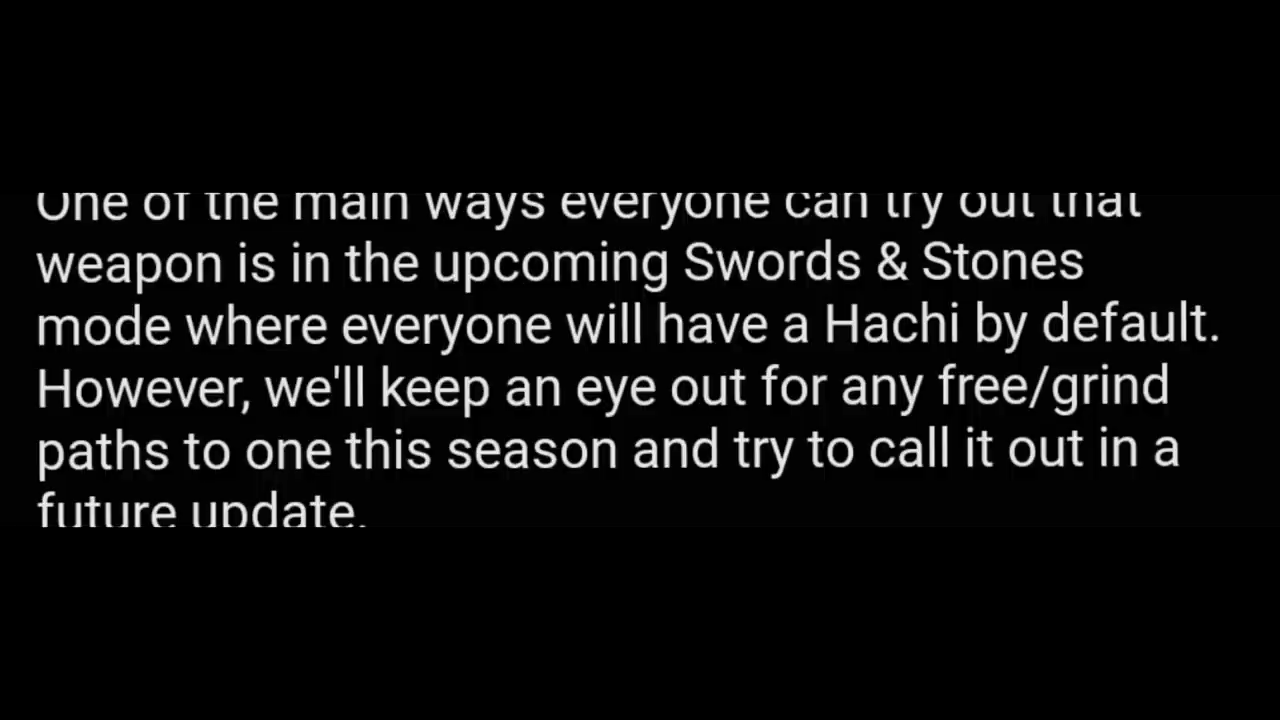 One of the main ways everyone can try out that
weapon is in the upcoming Swords & Stones
mode where everyone will have a Hachi by default.
However, we'll keep an eye out for any free/grind
paths to one this season and try to call it out in a
future update.